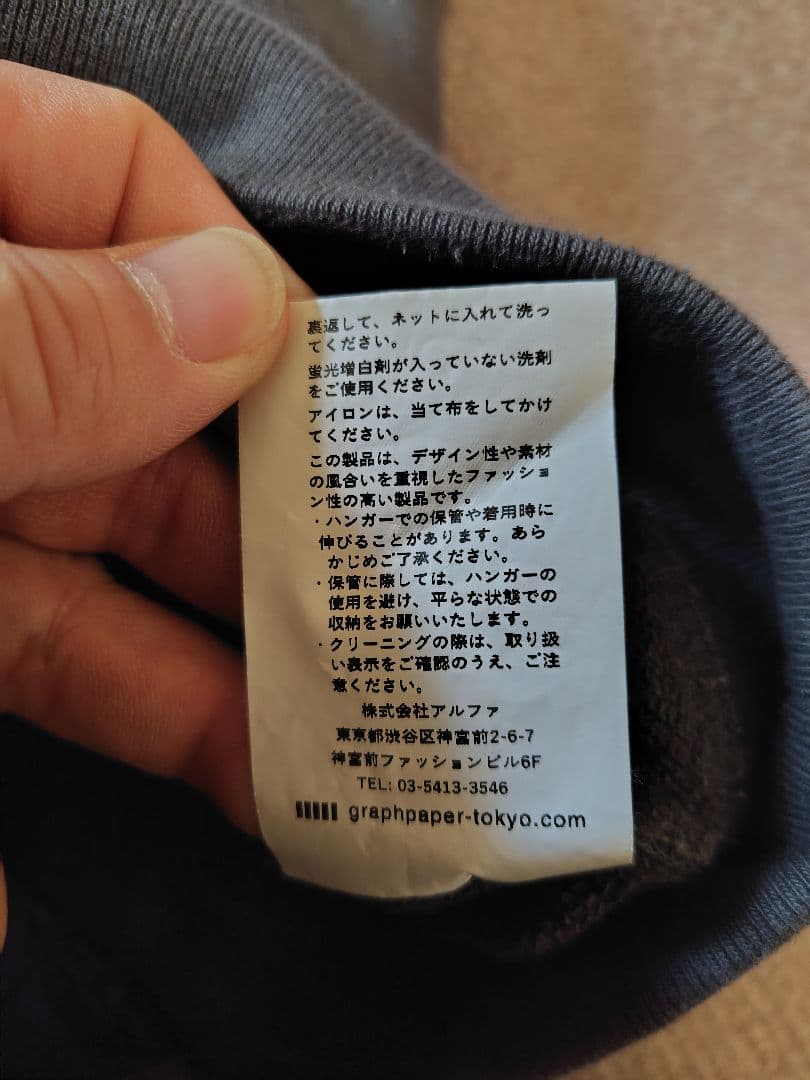 裏返して、ネットに入れて洗っ
てください。
蛍光増白剤が入っていない洗剤
をご使用ください。
アイロンは、当て布をしてかけ
てください。
この製品は、デザイン性や素材
の風合いを重視したファッショ
ン性の高い製品です。
・ハンガーでの保管や着用時に
伸びることがあります。あら
かじめご了承ください。
・保管に際しては、ハンガーの
使用を避け、平らな状態での
収納をお願いいたします。
・クリーニングの際は、取り扱
い表示をご確認のうえ、ご注
意ください。
株式会社アルファ
東京都渋谷区神宮前2-6-7
神宮前ファッションビル6F
TEL: 03-5413-3546
graphpaper-tokyo.com